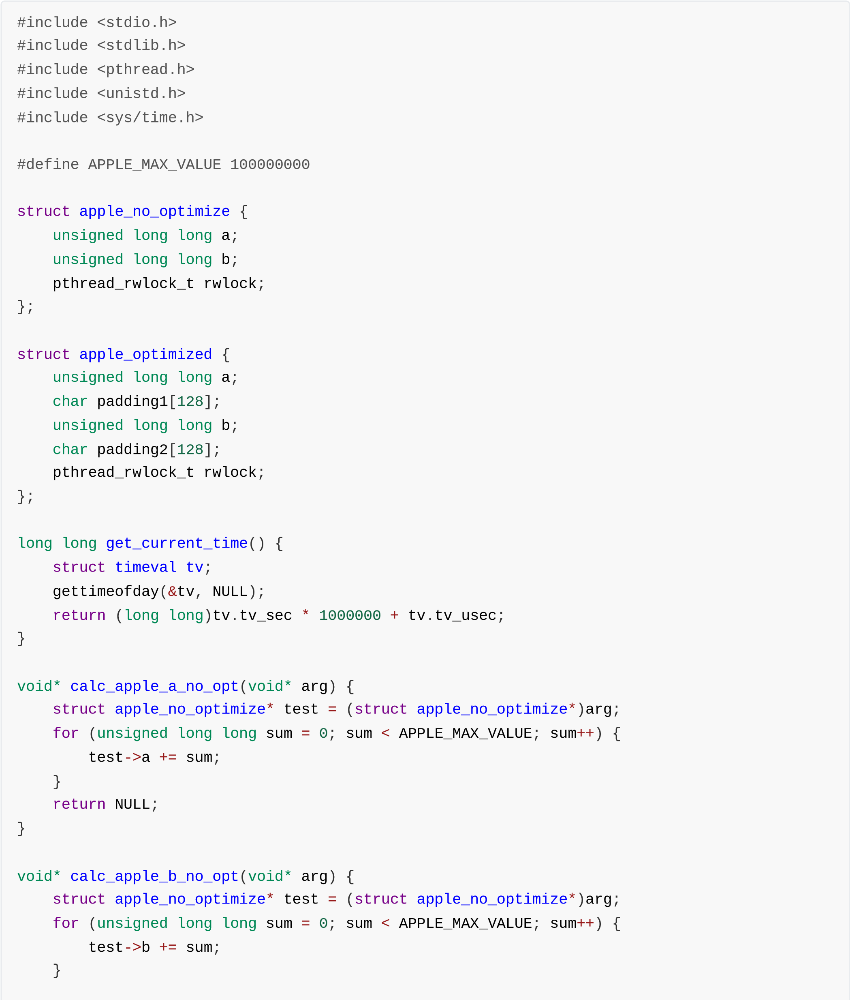 #include <stdio.h>
#include <stdlib.h>
#include <pthread.h>
#include <unistd.h>
#include <sys/time.h>

#define APPLE_MAX_VALUE 100000000

struct apple_no_optimize {
    unsigned long long a;
    unsigned long long b;
    pthread_rwlock_t rwlock;
};

struct apple_optimized {
    unsigned long long a;
    char padding1[128];
    unsigned long long b;
    char padding2[128];
    pthread_rwlock_t rwlock;
};

long long get_current_time() {
    struct timeval tv;
    gettimeofday(&tv, NULL);
    return (long long)tv.tv_sec * 1000000 + tv.tv_usec;
}

void* calc_apple_a_no_opt(void* arg) {
    struct apple_no_optimize* test = (struct apple_no_optimize*)arg;
    for (unsigned long long sum = 0; sum < APPLE_MAX_VALUE; sum++) {
        test->a += sum;
    }
    return NULL;
}

void* calc_apple_b_no_opt(void* arg) {
    struct apple_no_optimize* test = (struct apple_no_optimize*)arg;
    for (unsigned long long sum = 0; sum < APPLE_MAX_VALUE; sum++) {
        test->b += sum;
    }